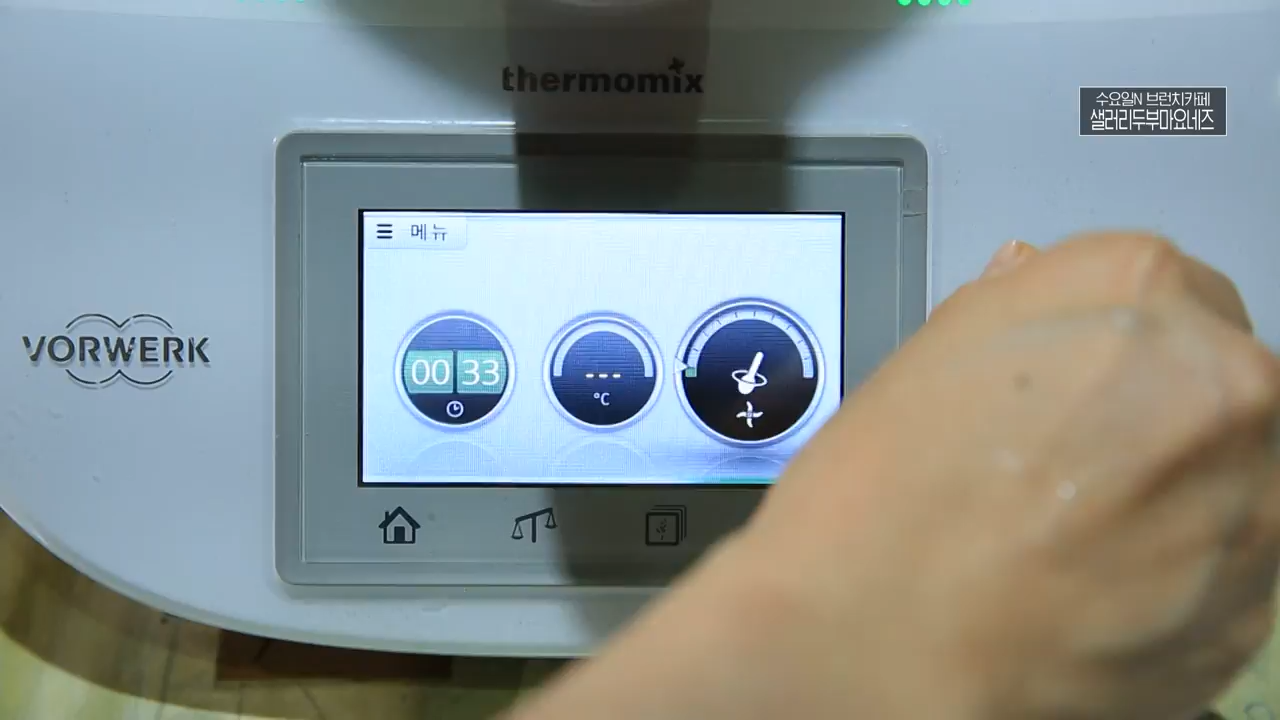 thermomix
수요일N 브런치카페
샐러리두부마요네즈
메뉴
VORWERK
00 33
---
°C